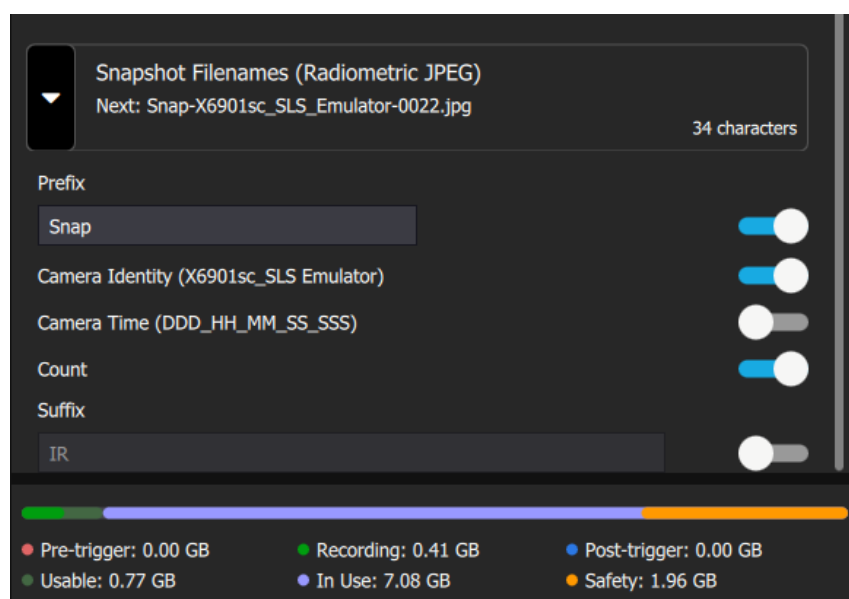 Snapshot Filenames (Radiometric JPEG)
Next: Snap-X6901sc_SLS_Emulator-0022.jpg
34 characters
Prefix
Snap
Camera Identity (X6901sc_SLS Emulator)
Camera Time (DDD_HH_MM_SS_SSS)
Count
Suffix
IR
Pre-trigger: 0.00 GB
Recording: 0.41 GB
Post-trigger: 0.00 GB
Usable: 0.77 GB
In Use: 7.08 GB
Safety: 1.96 GB